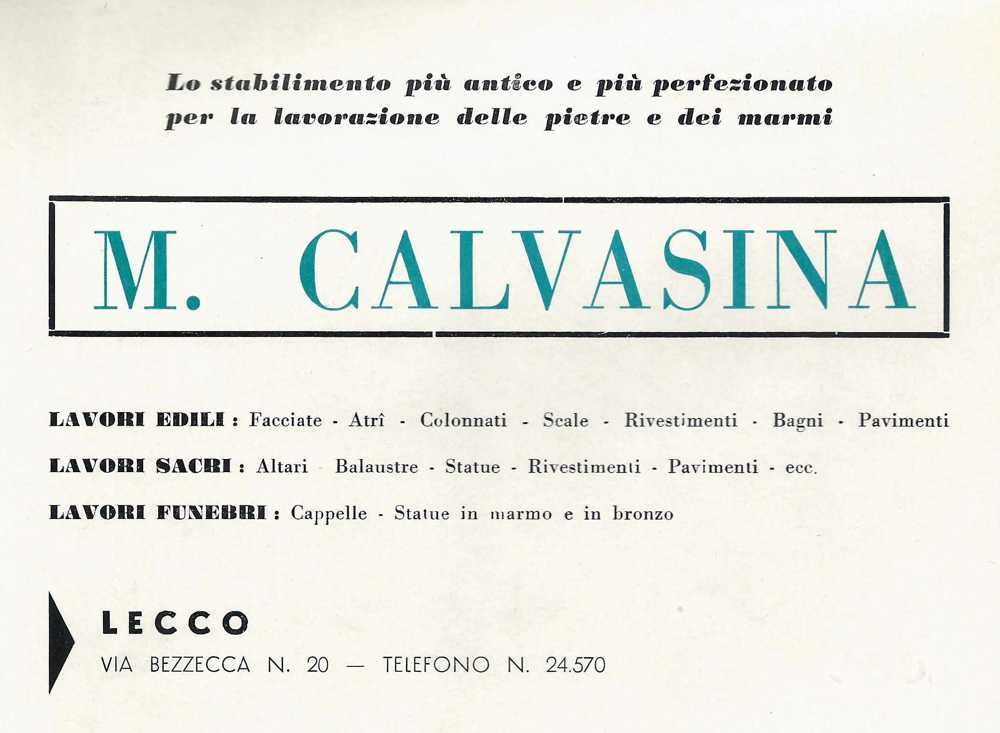 Lo stabilimento più antico e più perfezionato
per la lavorazione delle pietre e dei marmi
M. CALVASINA
LAVORI EDILI : Facciate - Atrî - Colonnati - Scale - Rivestimenti - Bagni - Pavimenti
LAVORI SACRI : Altari - Balaustre - Statue - Rivestimenti - Pavimenti - ecc.
LAVORI FUNEBRI : Cappelle - Statue in marmo e in bronzo
LECCO
VIA BEZZECCA N. 20 — TELEFONO N. 24.570